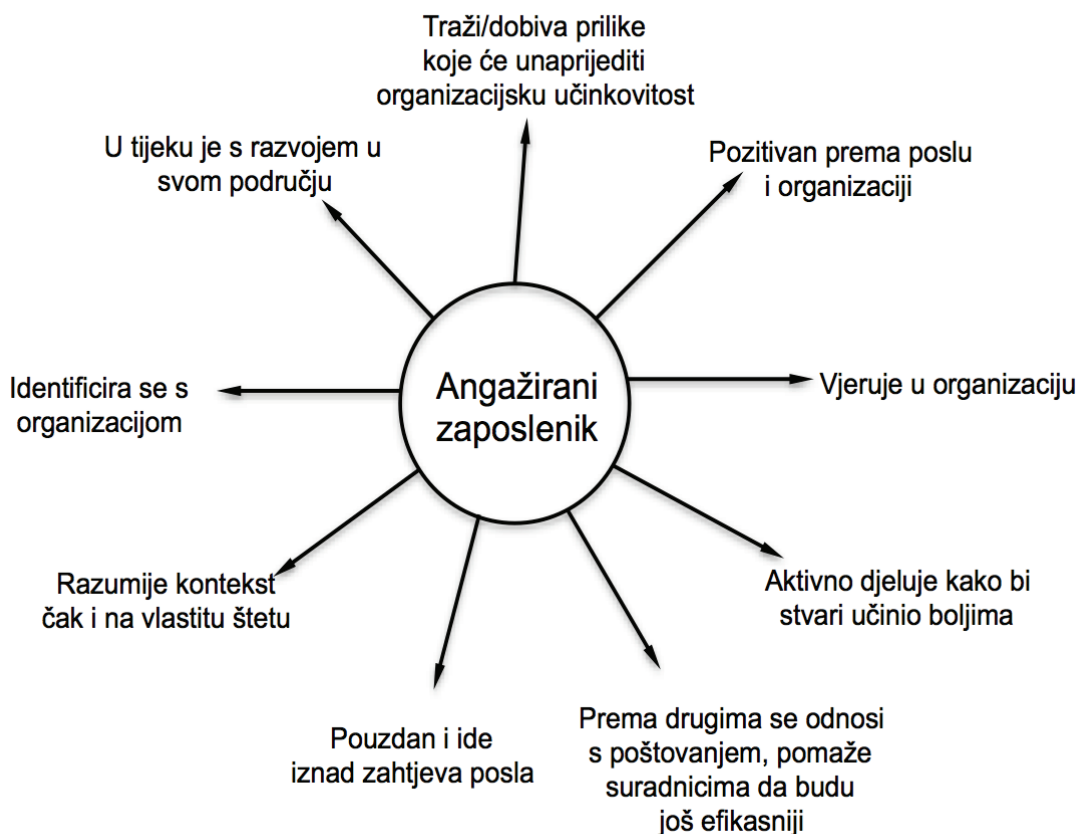 Traži/dobiva prilike
koje će unaprijediti
organizacijsku učinkovitost
U tijeku je s razvojem u
svom području
Pozitivan prema poslu
i organizaciji
Identificira se s
organizacijom
Angažirani
zaposlenik
Vjeruje u organizaciju
Razumije kontekst
čak i na vlastitu štetu
Aktivno djeluje kako bi
stvari učinio boljima
Pouzdan i ide
iznad zahtjeva posla
Prema drugima se odnosi
s poštovanjem, pomaže
suradnicima da budu
još efikasniji